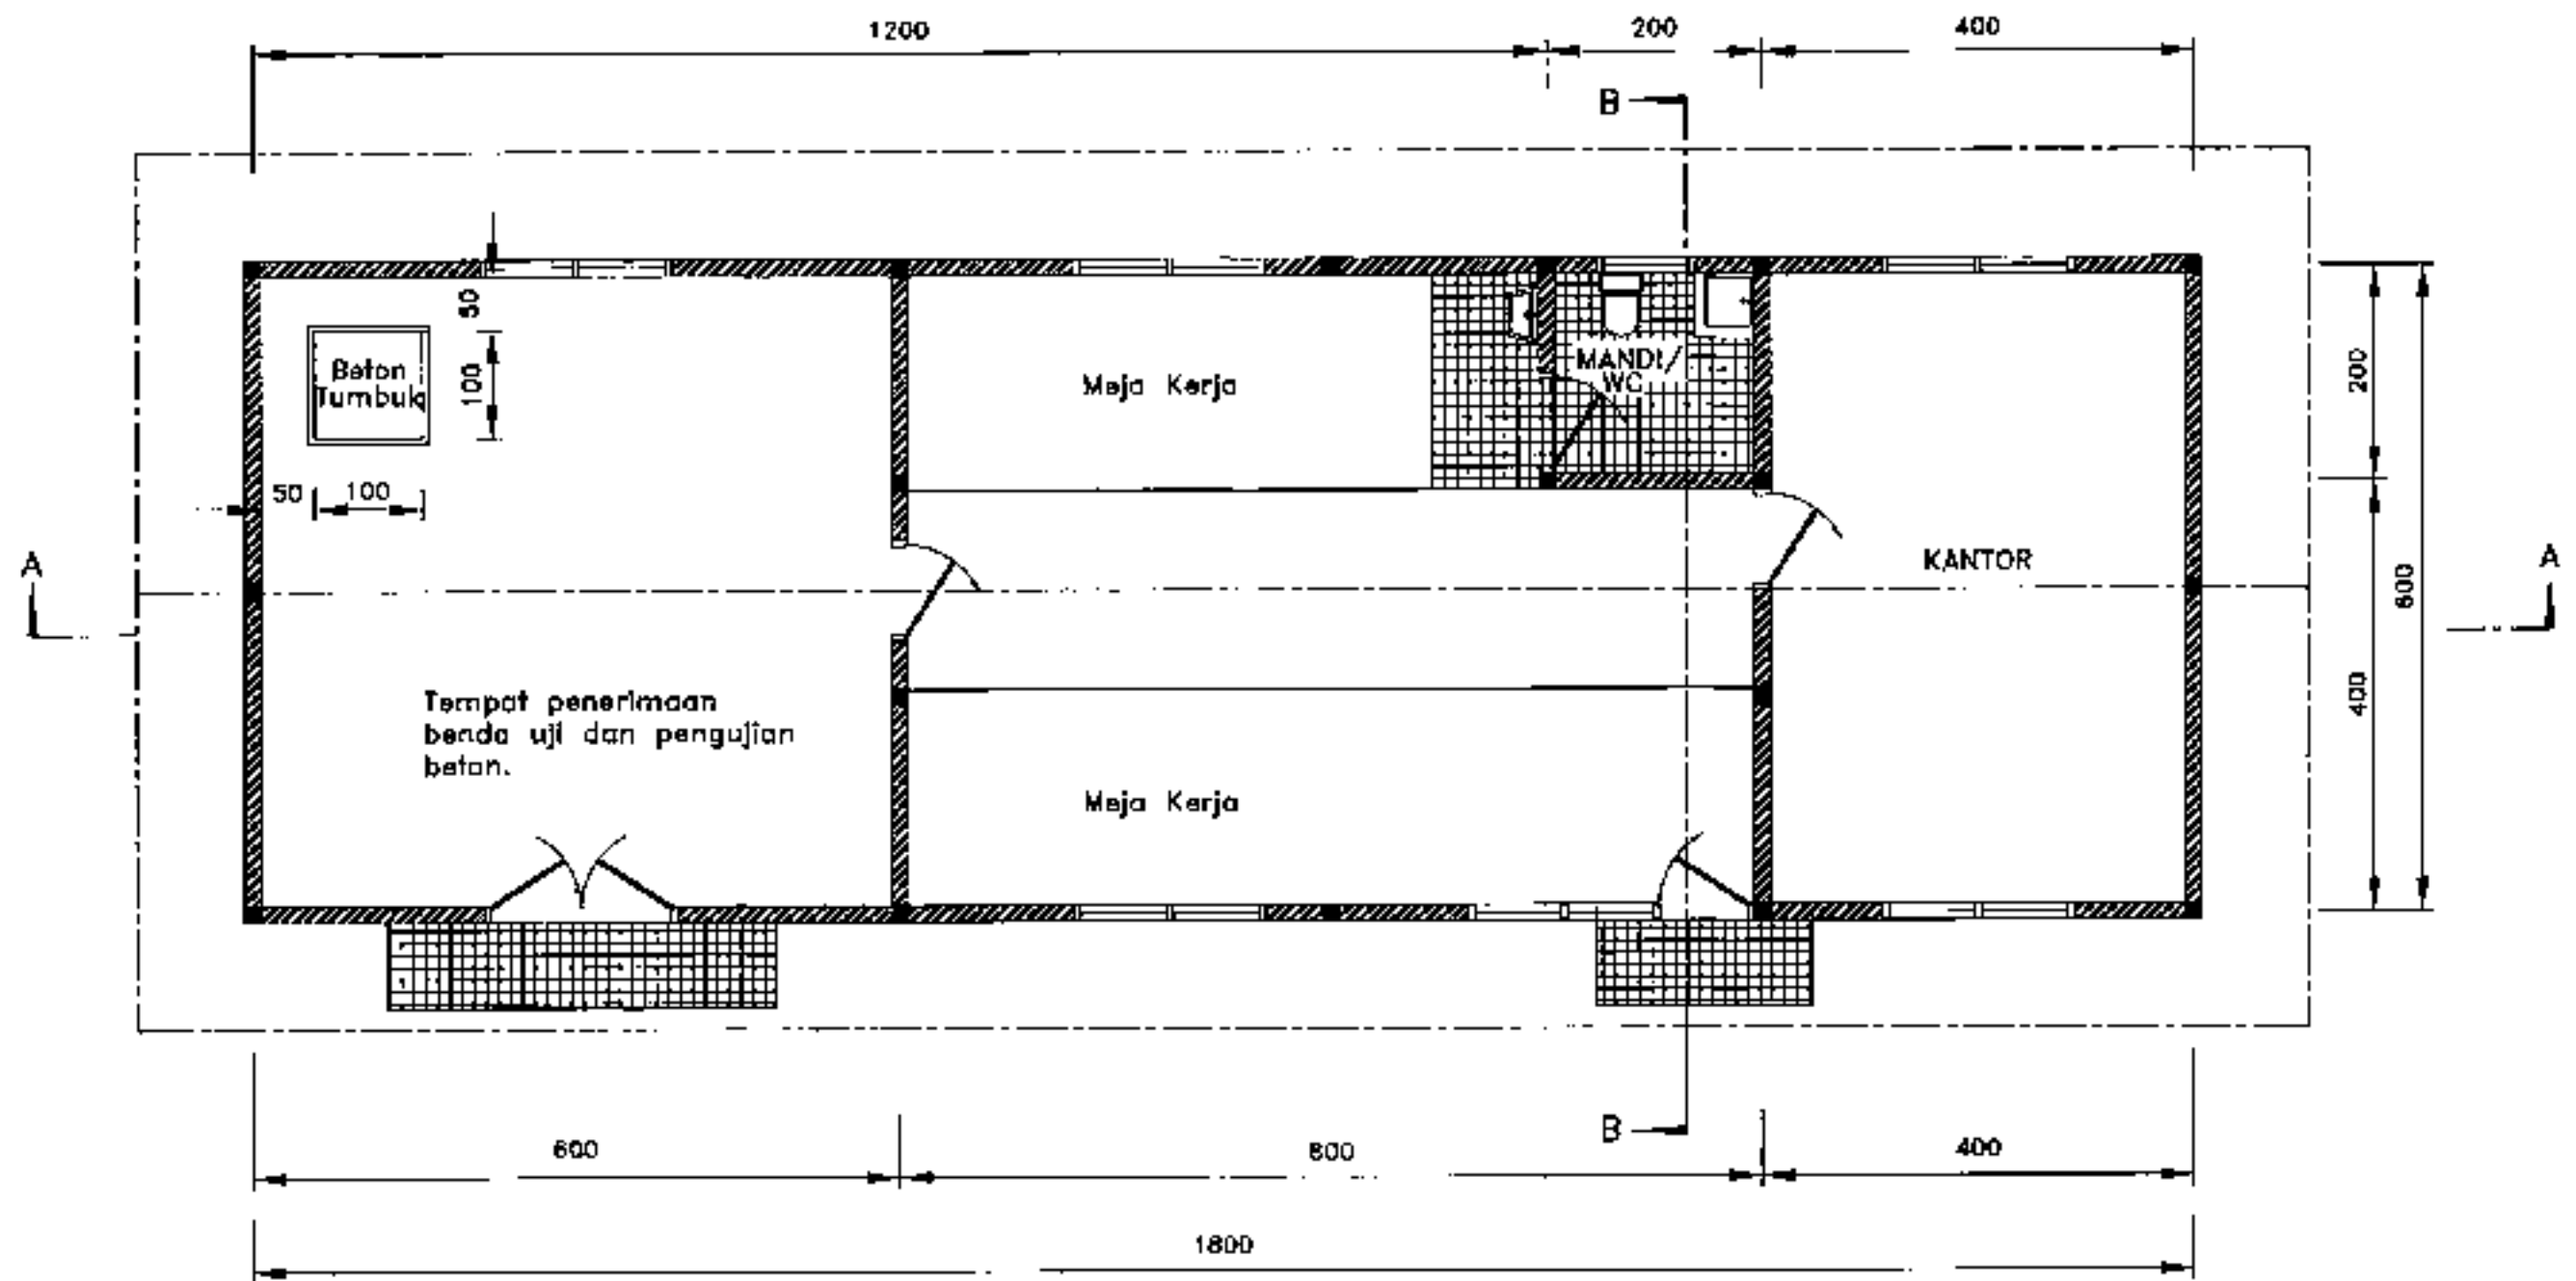 1200
200
400
B
50
Beton
Tumbuk
100
Meja Kerja
MANDI/
WC
200
50
100
A
KANTOR
A
600
400
Tempat penerimaan
benda uji dan pengujian
beton.
Meja Kerja
600
800
B
400
1800